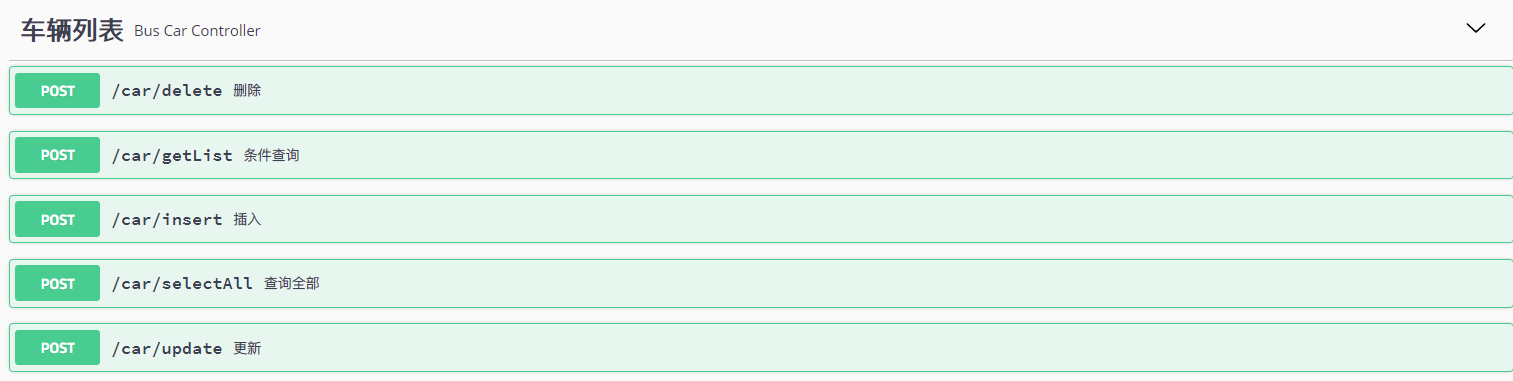 车辆列表 Bus Car Controller
POST /car/delete 删除
POST /car/getList 条件查询
POST /car/insert 插入
POST /car/selectAll 查询全部
POST /car/update 更新